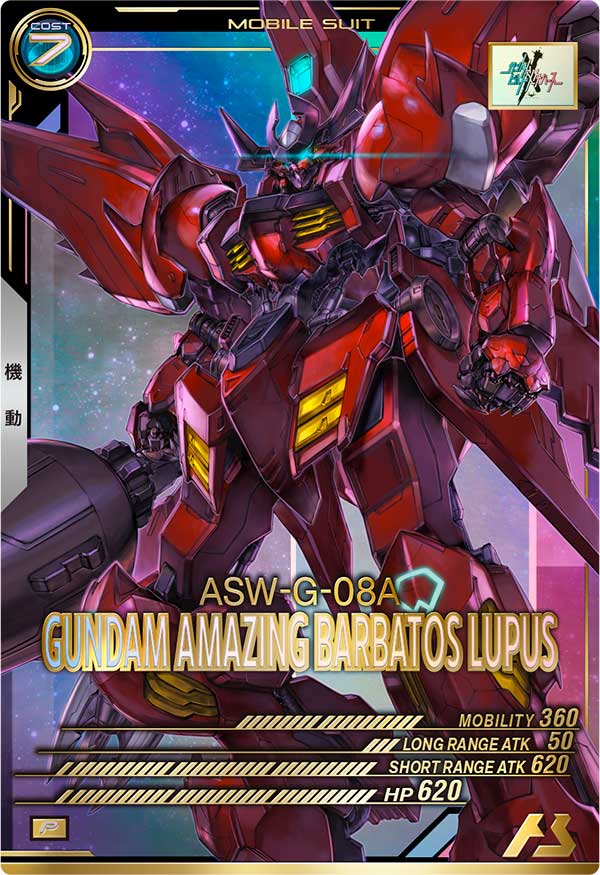 COST
7
MOBILE SUIT
機動
ASW-G-08A
GUNDAM AMAZING BARBATOS LUPUS
MOBILITY 360
LONG RANGE ATK 50
SHORT RANGE ATK 620
HP 620
P